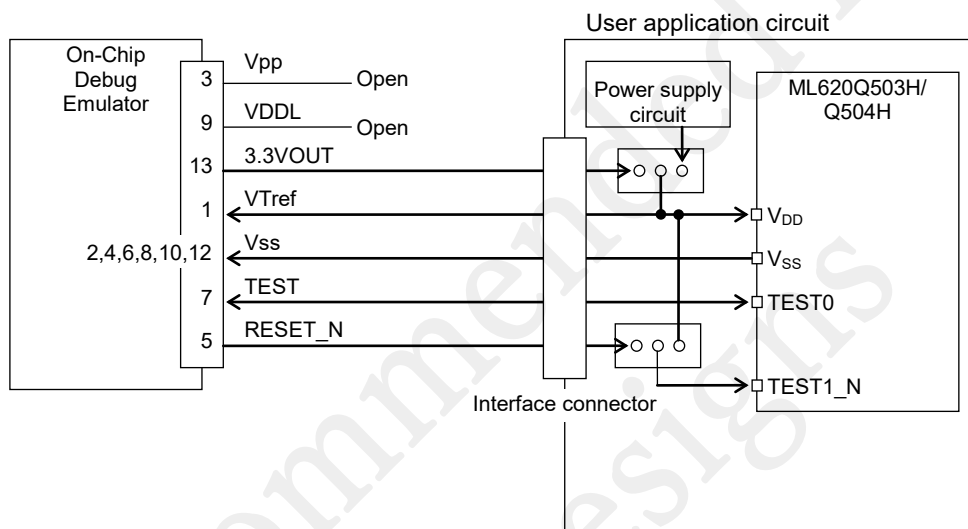 User application circuit
On-Chip
Debug
Emulator
3
Vpp
Open
9
VDDL
Open
13
3.3VOUT
1
VTref
2,4,6,8,10,12
Vss
7
TEST
5
RESET_N
Interface connector
Power supply
circuit
ML620Q503H/
Q504H
VDD
VSS
TEST0
TEST1_N
ommended
esigns